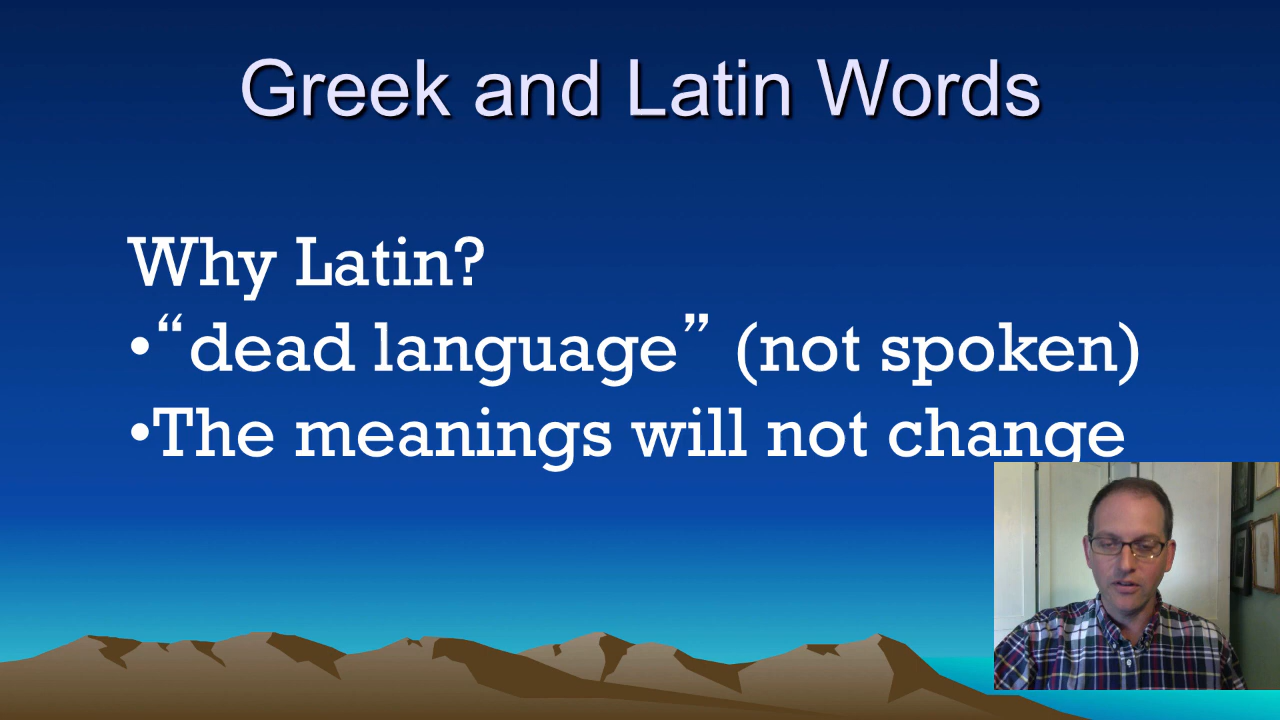 Greek and Latin Words
Why Latin?
•“dead language” (not spoken)
•The meanings will not change